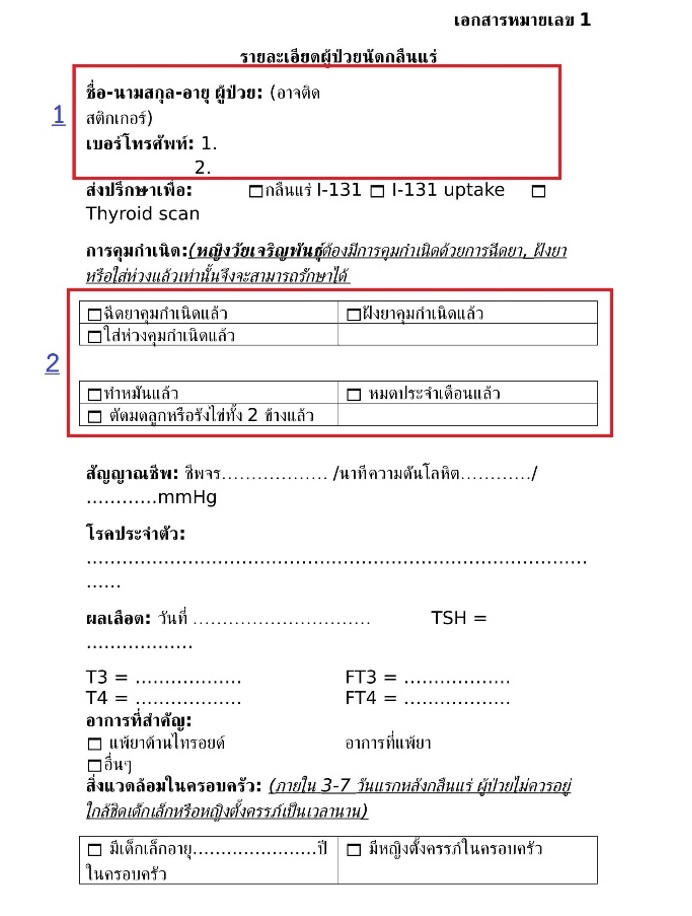 เอกสารหมายเลข 1
รายละเอียดผู้ป่วยนัดกลืนแร่
ชื่อ-นามสกุล-อายุ ผู้ป่วย: (อาจติด
สติกเกอร์)
1
เบอร์โทรศัพท์: 1.
2.
ส่งปรึกษาเพื่อ: ☐กลืนแร่ I-131 ☐ I-131 uptake ☐
Thyroid scan
การคุมกำเนิด:(หญิงวัยเจริญพันธุ์ต้องมีการคุมกำเนิดด้วยการฉีดยา, ฝังยา
หรือใส่ห่วงแล้วเท่านั้นจึงจะสามารถรักษาได้
☐ฉีดยาคุมกำเนิดแล้ว ☐ฝังยาคุมกำเนิดแล้ว
☐ใส่ห่วงคุมกำเนิดแล้ว
2
☐ทำหมันแล้ว ☐ หมดประจำเดือนแล้ว
☐ ตัดมดลูกหรือรังไข่ทั้ง 2 ข้างแล้ว
สัญญาณชีพ: ชีพจร.................. /นาทีความดันโลหิต............/
............mmHg
โรคประจำตัว:
....................................................................................
......
ผลเลือด: วันที่ .............................. TSH =
..................
T3 = .................. FT3 = ..................
T4 = .................. FT4 = ..................
อาการที่สำคัญ:
☐ แพ้ยาต้านไทรอยด์ อาการที่แพ้ยา
☐อื่นๆ
สิ่งแวดล้อมในครอบครัว: (ภายใน 3-7 วันแรกหลังกลืนแร่ ผู้ป่วยไม่ควรอยู่
ใกล้ชิดเด็กเล็กหรือหญิงตั้งครรภ์เป็นเวลานาน)
☐ มีเด็กเล็กอายุ......................ปี ☐ มีหญิงตั้งครรภ์ในครอบครัว
ในครอบครัว